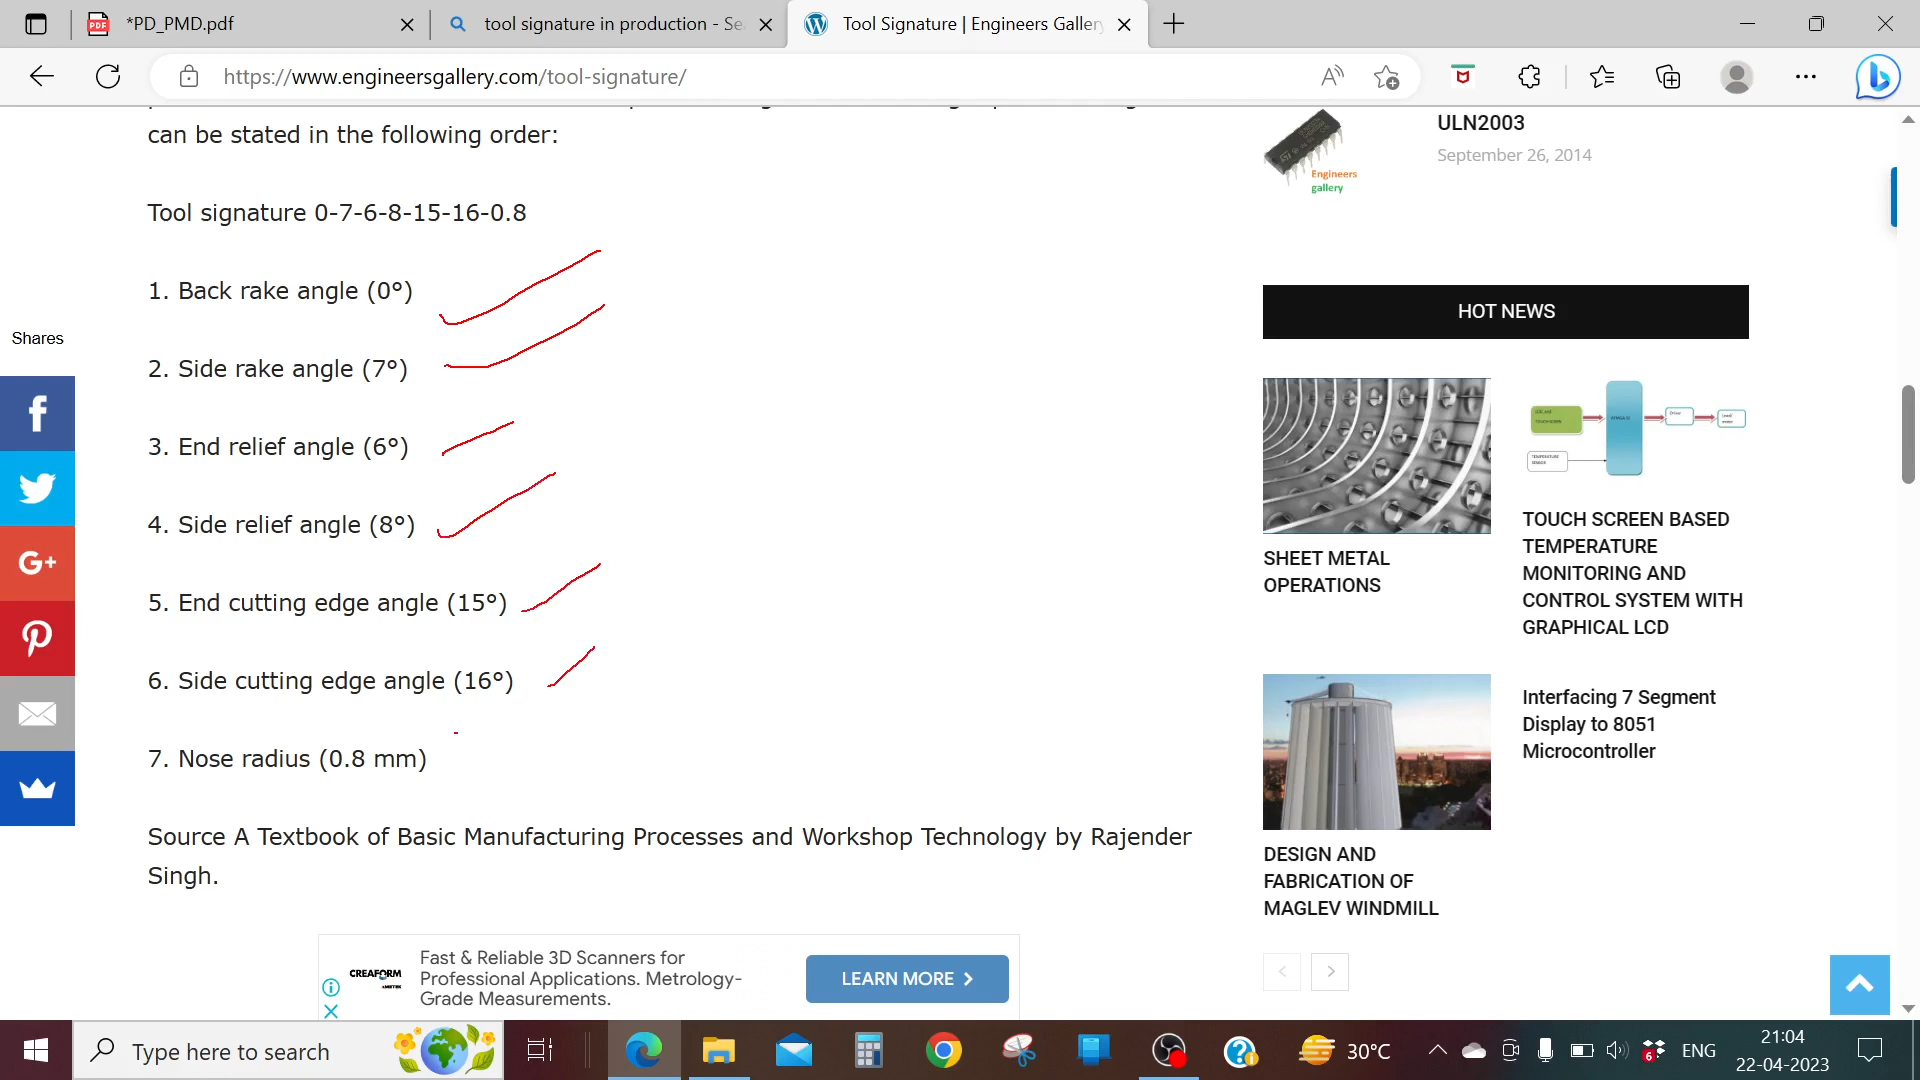 *PD_PMD.pdf
tool signature in production - Se
Tool Signature | Engineers Gallery
https://www.engineersgallery.com/tool-signature/
can be stated in the following order:
Tool signature 0-7-6-8-15-16-0.8
1. Back rake angle (0°)
2. Side rake angle (7°)
3. End relief angle (6°)
4. Side relief angle (8°)
5. End cutting edge angle (15°)
6. Side cutting edge angle (16°)
7. Nose radius (0.8 mm)
Source A Textbook of Basic Manufacturing Processes and Workshop Technology by Rajender
Singh.
Shares
G+
ULN2003
September 26, 2014
Engineers
gallery
HOT NEWS
SHEET METAL
OPERATIONS
TOUCH SCREEN BASED
TEMPERATURE
MONITORING AND
CONTROL SYSTEM WITH
GRAPHICAL LCD
DESIGN AND
FABRICATION OF
MAGLEV WINDMILL
Interfacing 7 Segment
Display to 8051
Microcontroller
CREAFORM
Fast & Reliable 3D Scanners for
Professional Applications. Metrology-
Grade Measurements.
LEARN MORE
Type here to search
30°C
6
ENG
21:04
22-04-2023